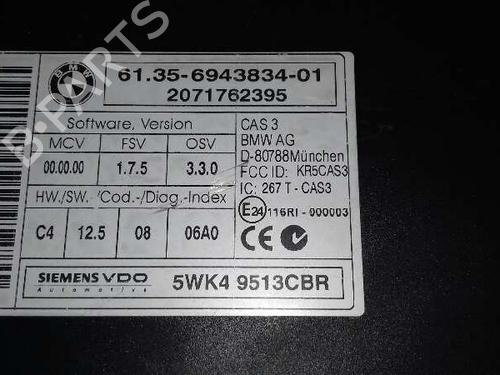 BMW
61.35-6943834-01
2071762395
Software, Version
MCV FSV OSV
00.00.00 1.7.5 3.3.0
HW./SW. -Cod.-/Diag.-Index
C4 12.5 08 06A0
CAS 3
BMW AG
D-80788München
FCC ID: KR5CAS3
IC: 267 T - CAS3
E24 116RI - 000003
CE
SIEMENS VDO
Automotive
5WK4 9513CBR
B-PARTS